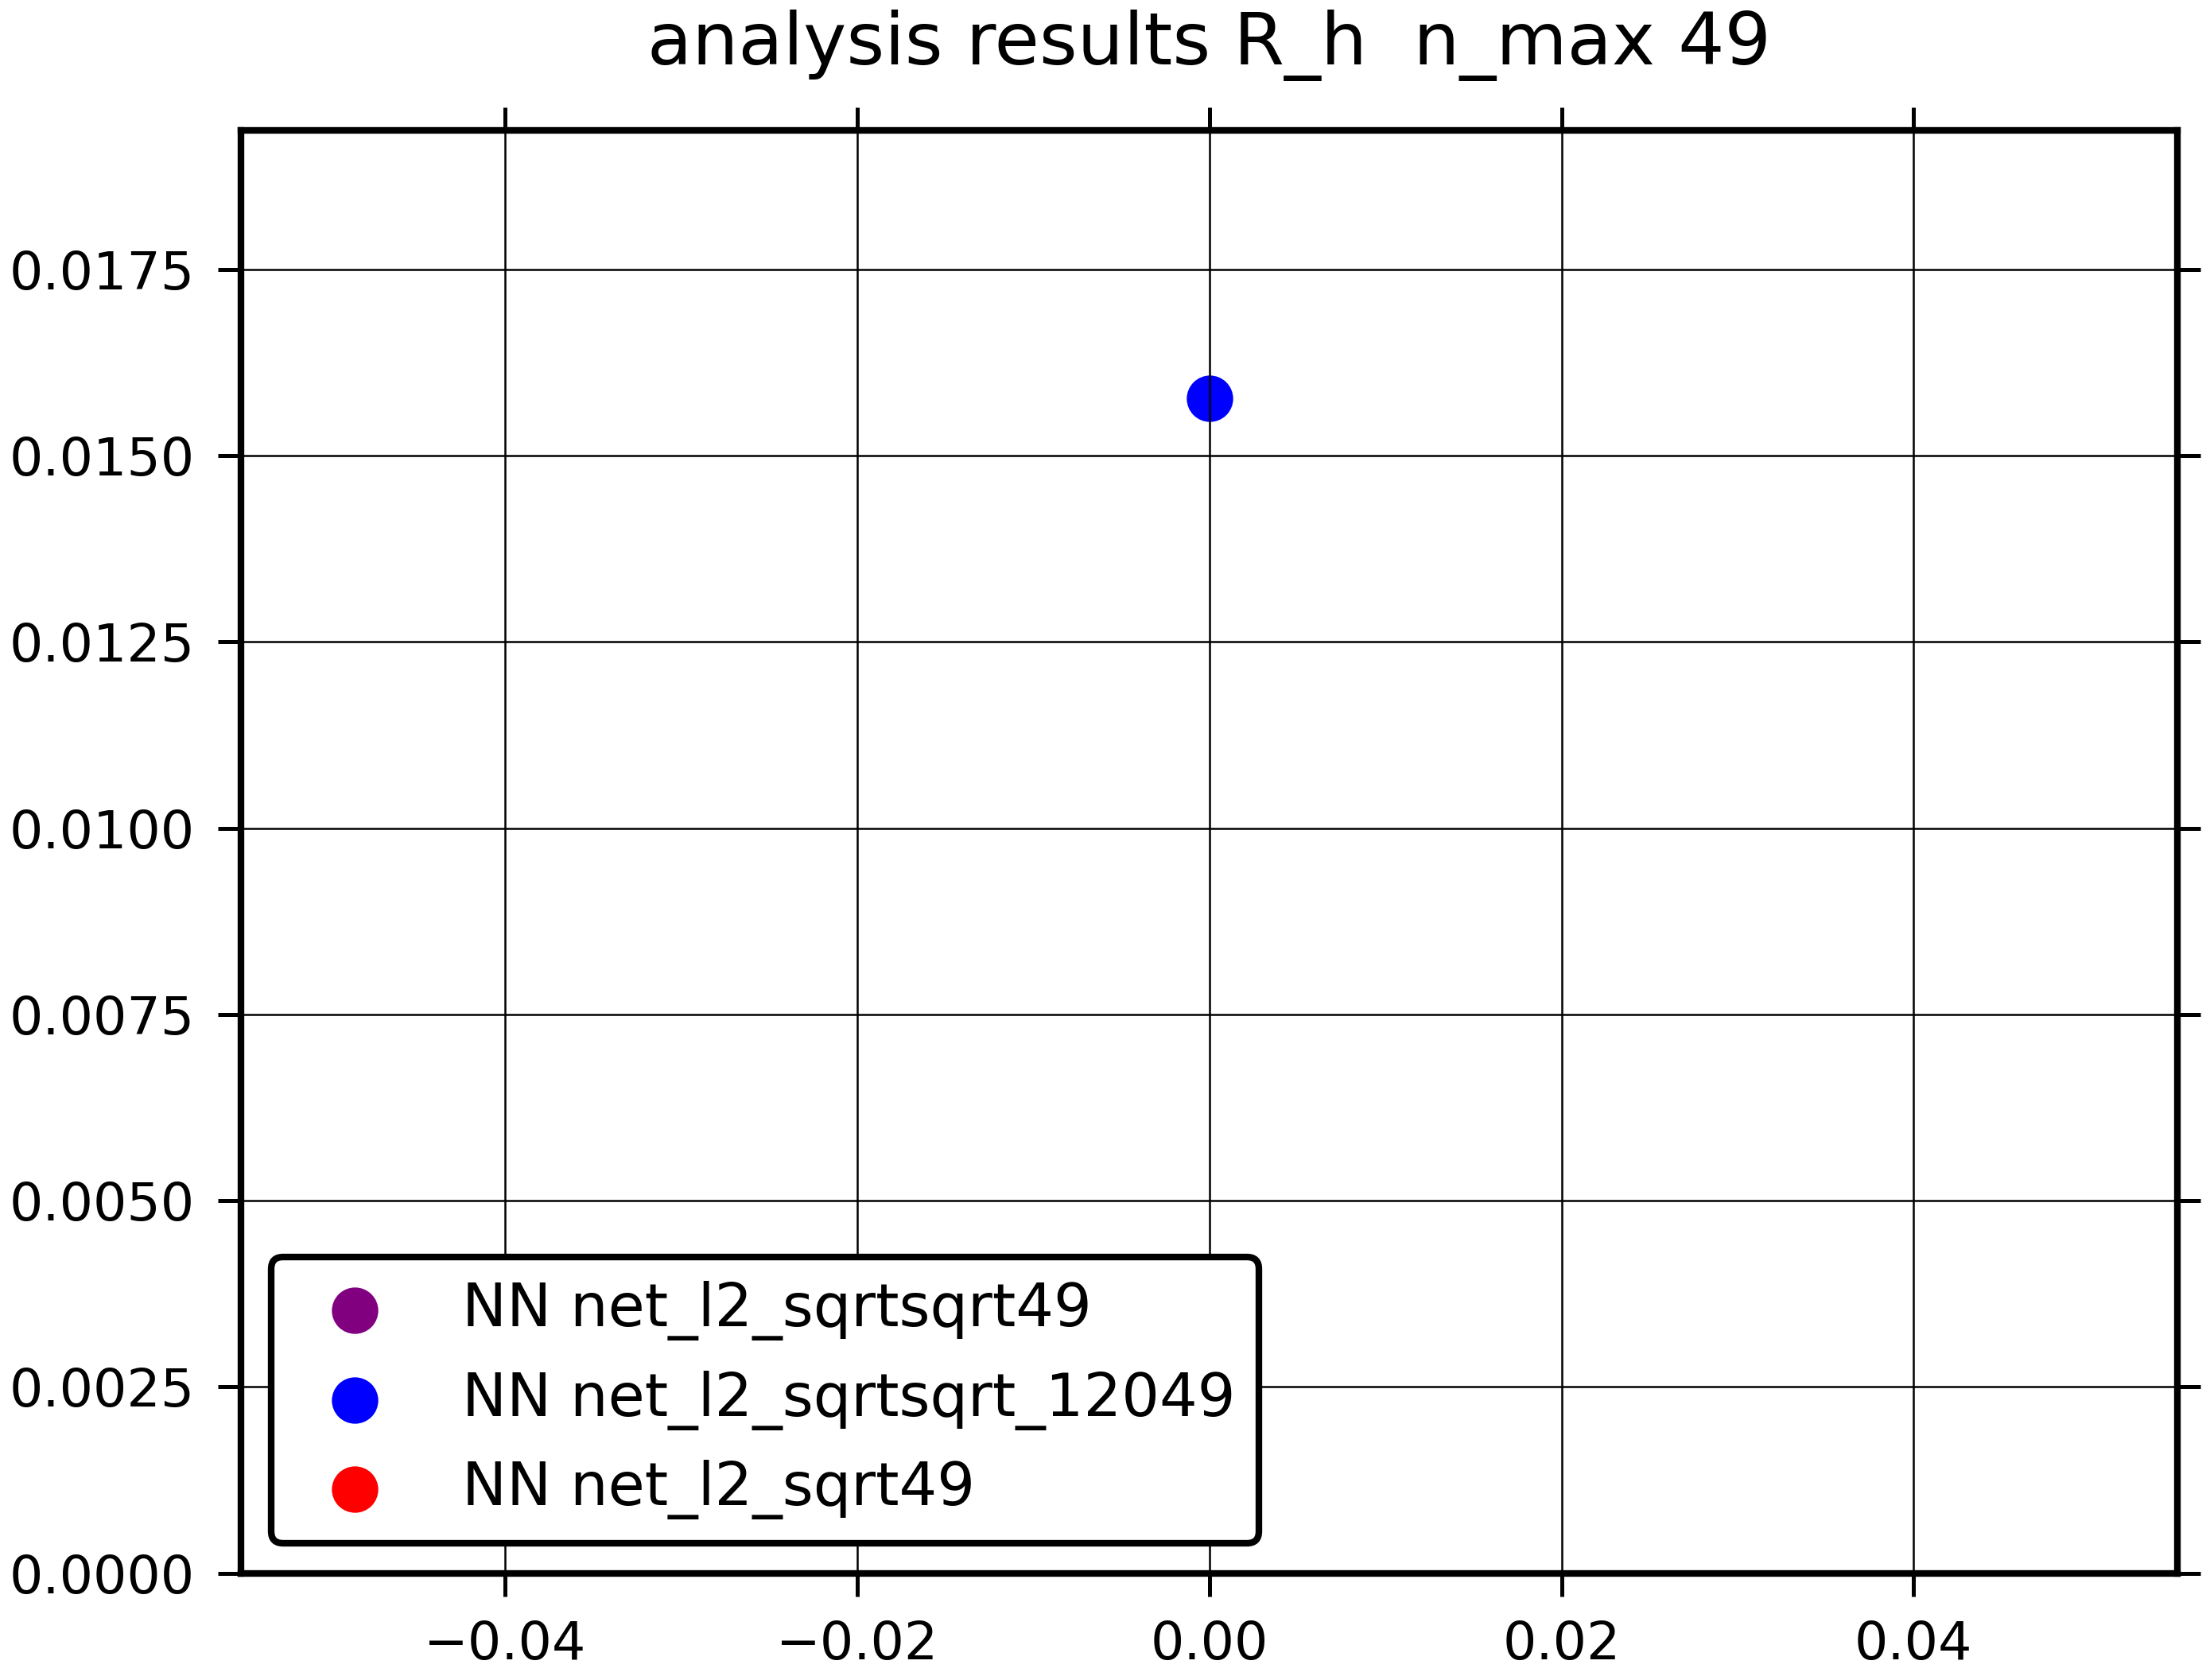 analysis results R_h  n_max 49
0.0175
0.0150
0.0125
0.0100
0.0075
0.0050
0.0025
0.0000
NN net_l2_sqrtsqrt49
NN net_l2_sqrtsqrt_12049
NN net_l2_sqrt49
−0.04 −0.02 0.00 0.02 0.04